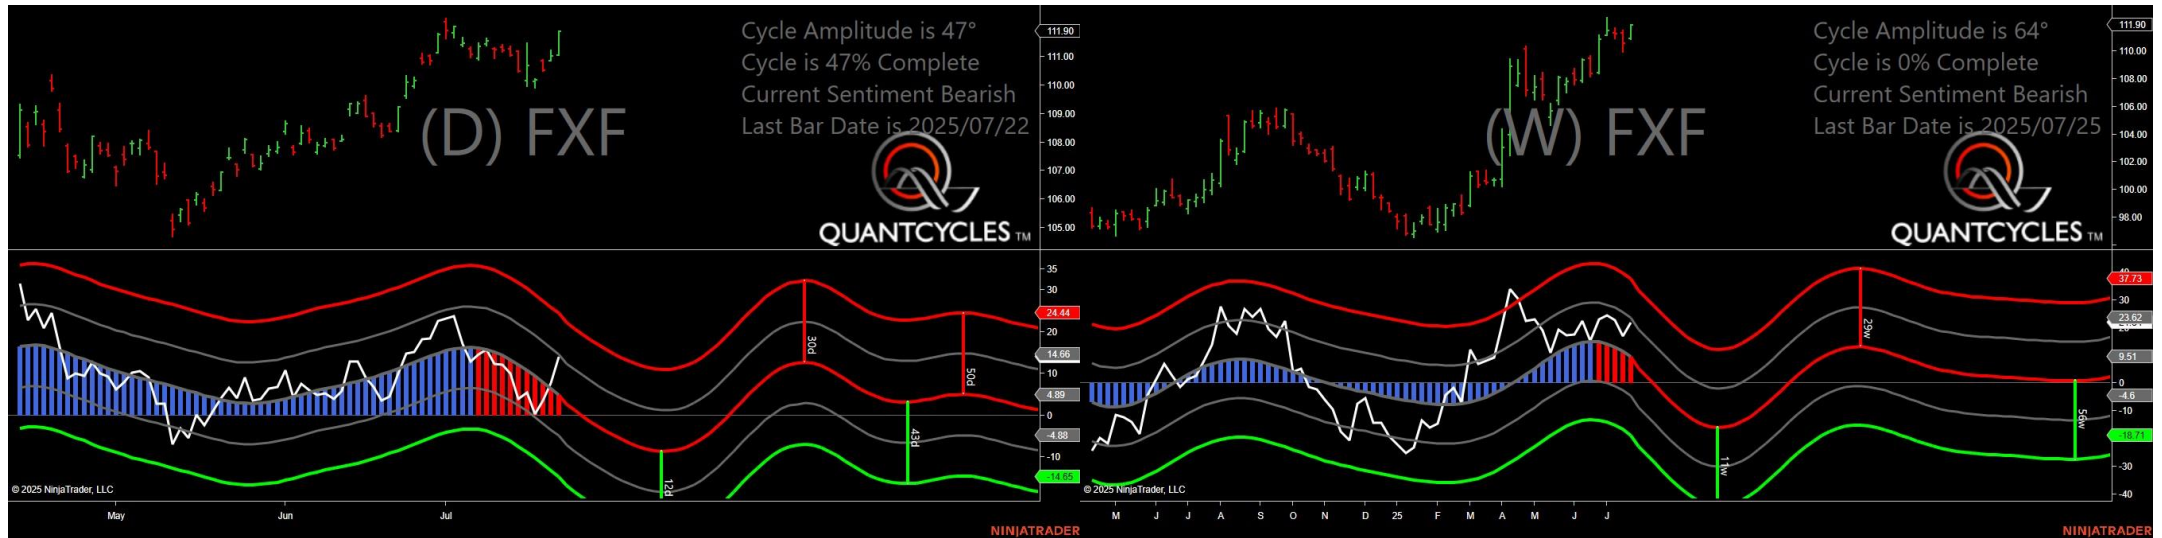 Cycle Amplitude is 47°
Cycle is 47% Complete
Current Sentiment Bearish
Last Bar Date is 2025/07/22
(D) FXF
QUANTCYCLES TM
111.90
111.00
109.00
108.00
107.00
106.00
105.00
35
30
24.44
20
14.66
10
4.89
0
-4.88
-10
-14.65
30d
50d
43d
12d
© 2025 NinjaTrader, LLC
May
Jun
Jul
NINJATRADER
Cycle Amplitude is 64°
Cycle is 0% Complete
Current Sentiment Bearish
Last Bar Date is 2025/07/25
(W) FXF
QUANTCYCLES TM
111.90
110.00
108.00
106.00
104.00
102.00
100.00
98.00
37.73
30
23.62
9.51
0
-4.6
-10
-18.71
-30
-40
29w
56w
11w
© 2025 NinjaTrader, LLC
M
J
J
A
S
O
N
D
25
F
M
A
M
J
J
NINJATRADER